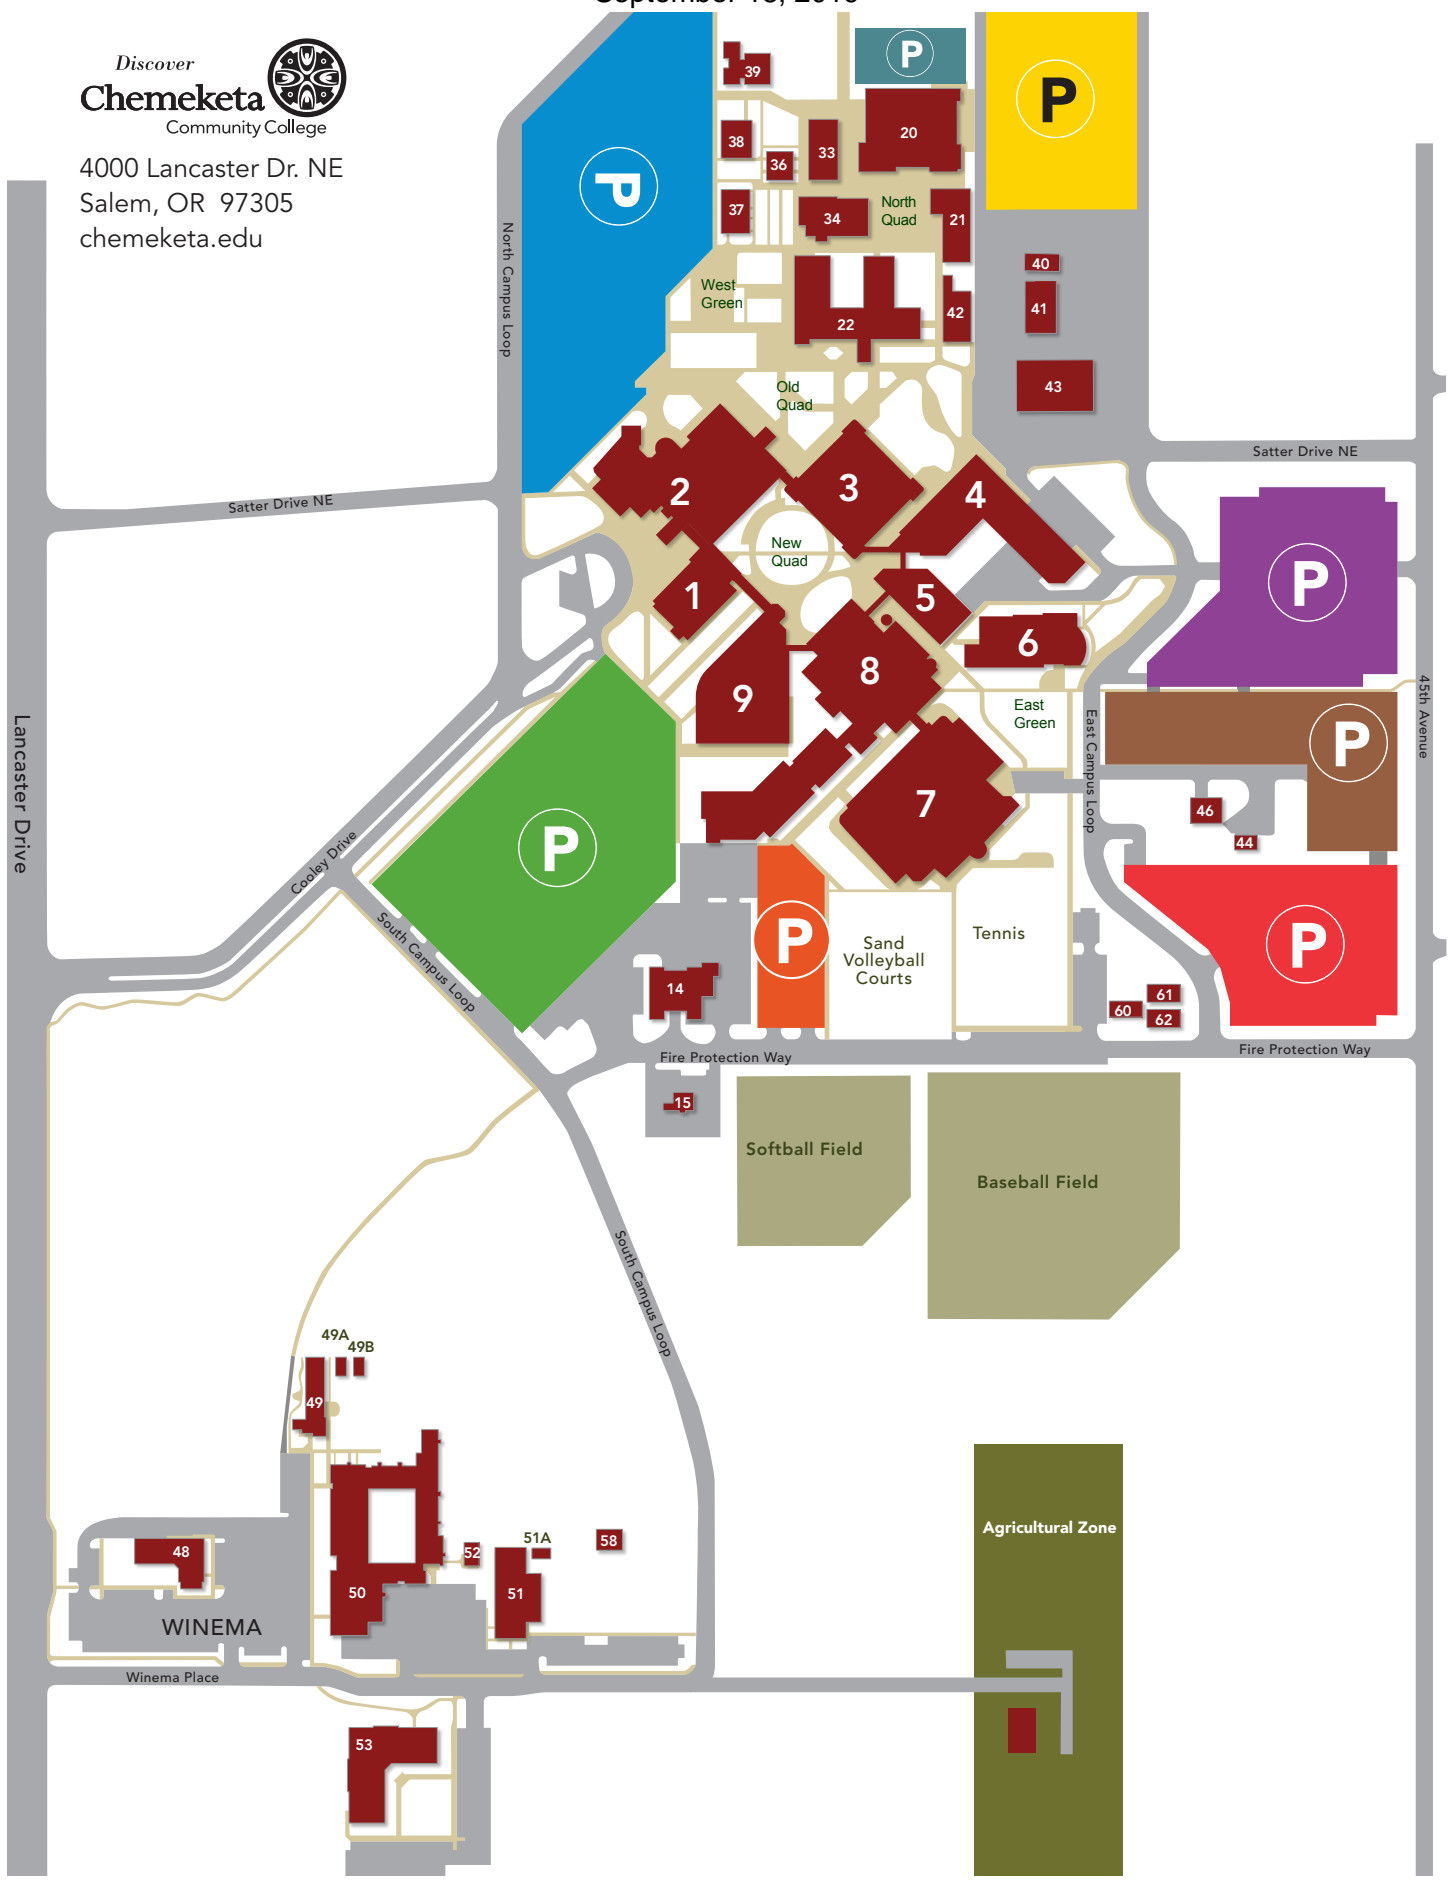 Discover
Chemeketa
Community College
4000 Lancaster Dr. NE
Salem, OR 97305
chemeketa.edu
P
P
P
39
38
36
33
20
37
34
North
Quad
21
40
41
42
43
22
West
Green
Old
Quad
North Campus Loop
Satter Drive NE
Satter Drive NE
2
3
4
New
Quad
1
5
6
8
9
7
East
Green
P
P
P
P
P
P
45th Avenue
East Campus Loop
46
44
Lancaster Drive
Cooley Drive
South Campus Loop
Sand
Volleyball
Courts
Tennis
14
60
61
62
Fire Protection Way
Fire Protection Way
15
Softball Field
Baseball Field
South Campus Loop
49A
49B
49
48
50
52
51A
51
58
WINEMA
Winema Place
53
Agricultural Zone